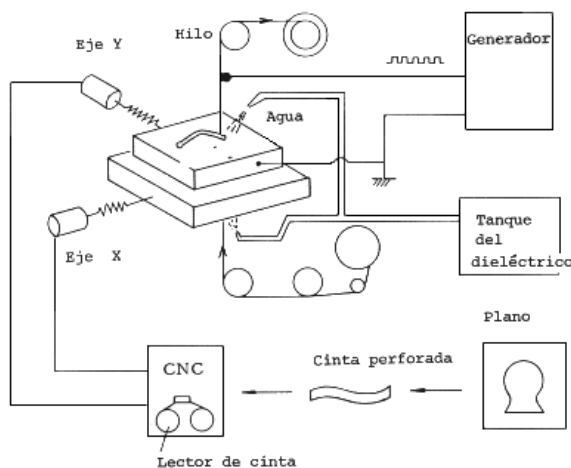 Eje Y
Hilo
Generador
Agua
Eje X
Tanque
del
dieléctrico
Plano
Cinta perforada
CNC
Lector de cinta